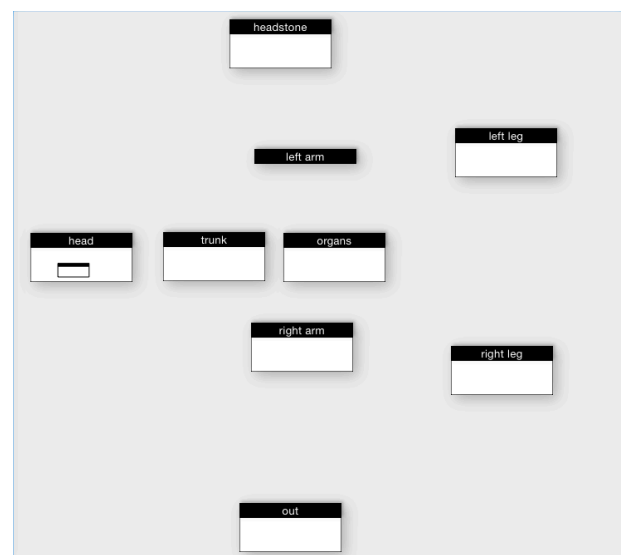 headstone
left leg
left arm
head
trunk
organs
right arm
right leg
out